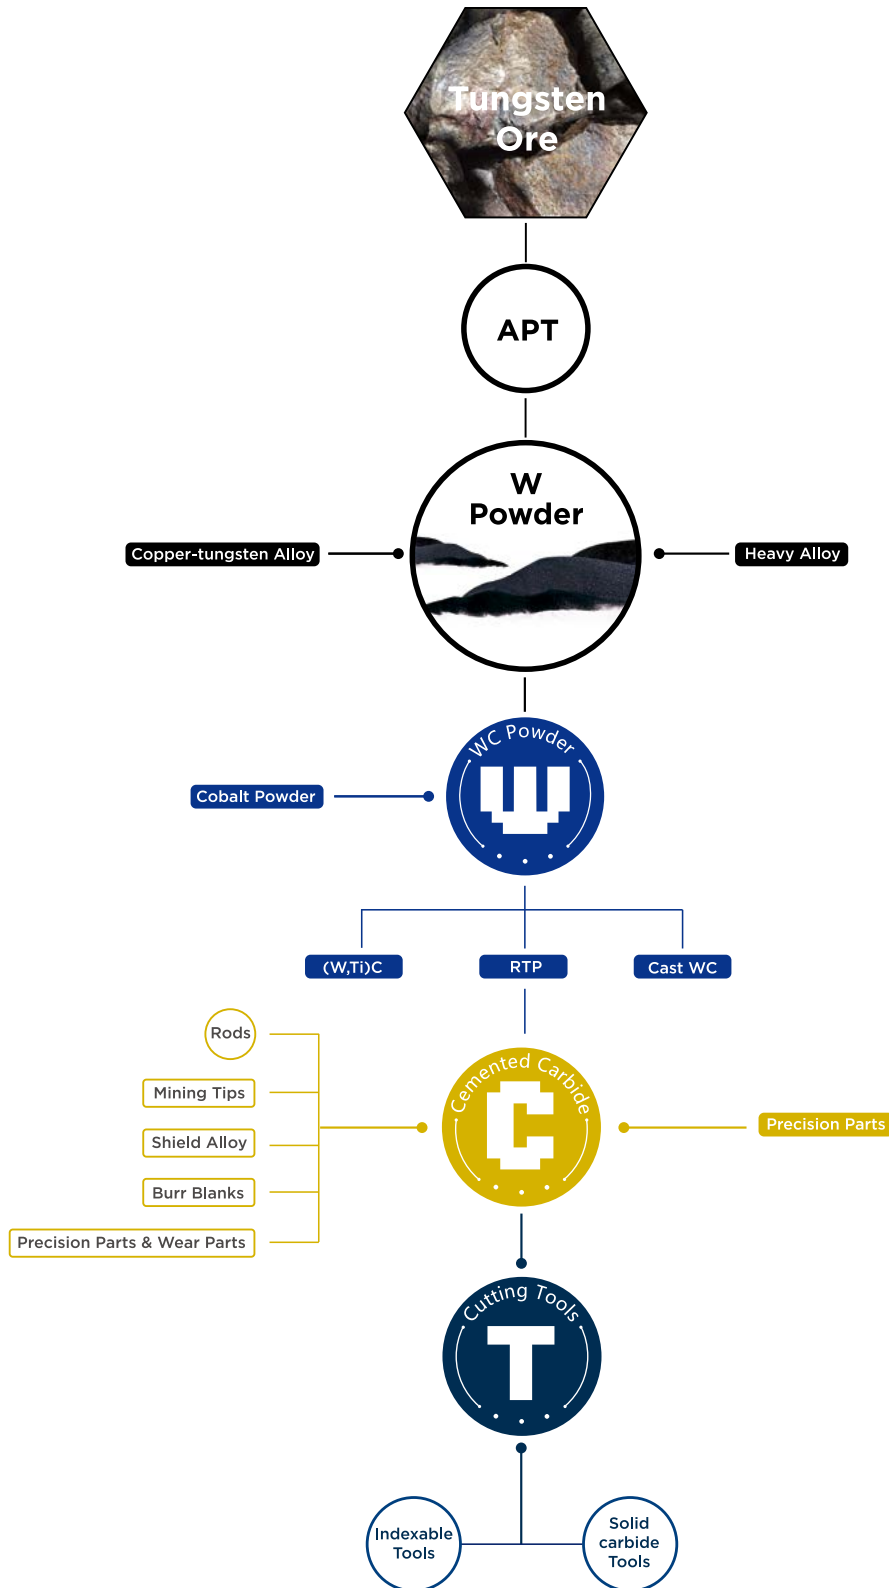 Tungsten
Ore
APT
W
Powder
Copper-tungsten Alloy
Heavy Alloy
WC Powder
W
Cobalt Powder
(W,Ti)C
RTP
Cast WC
Rods
Mining Tips
Shield Alloy
Burr Blanks
Precision Parts & Wear Parts
Cemented Carbide
C
Precision Parts
Cutting Tools
T
Indexable
Tools
Solid
carbide
Tools